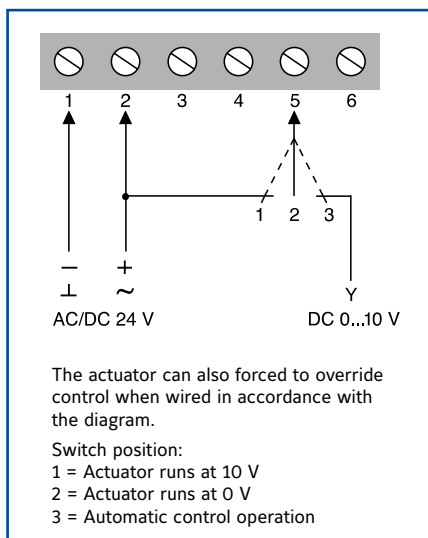 1 2 3 4 5 6
1 2 3
− +
⊥ ~ Y
AC/DC 24 V DC 0...10 V
The actuator can also forced to override
control when wired in accordance with
the diagram.
Switch position:
1 = Actuator runs at 10 V
2 = Actuator runs at 0 V
3 = Automatic control operation